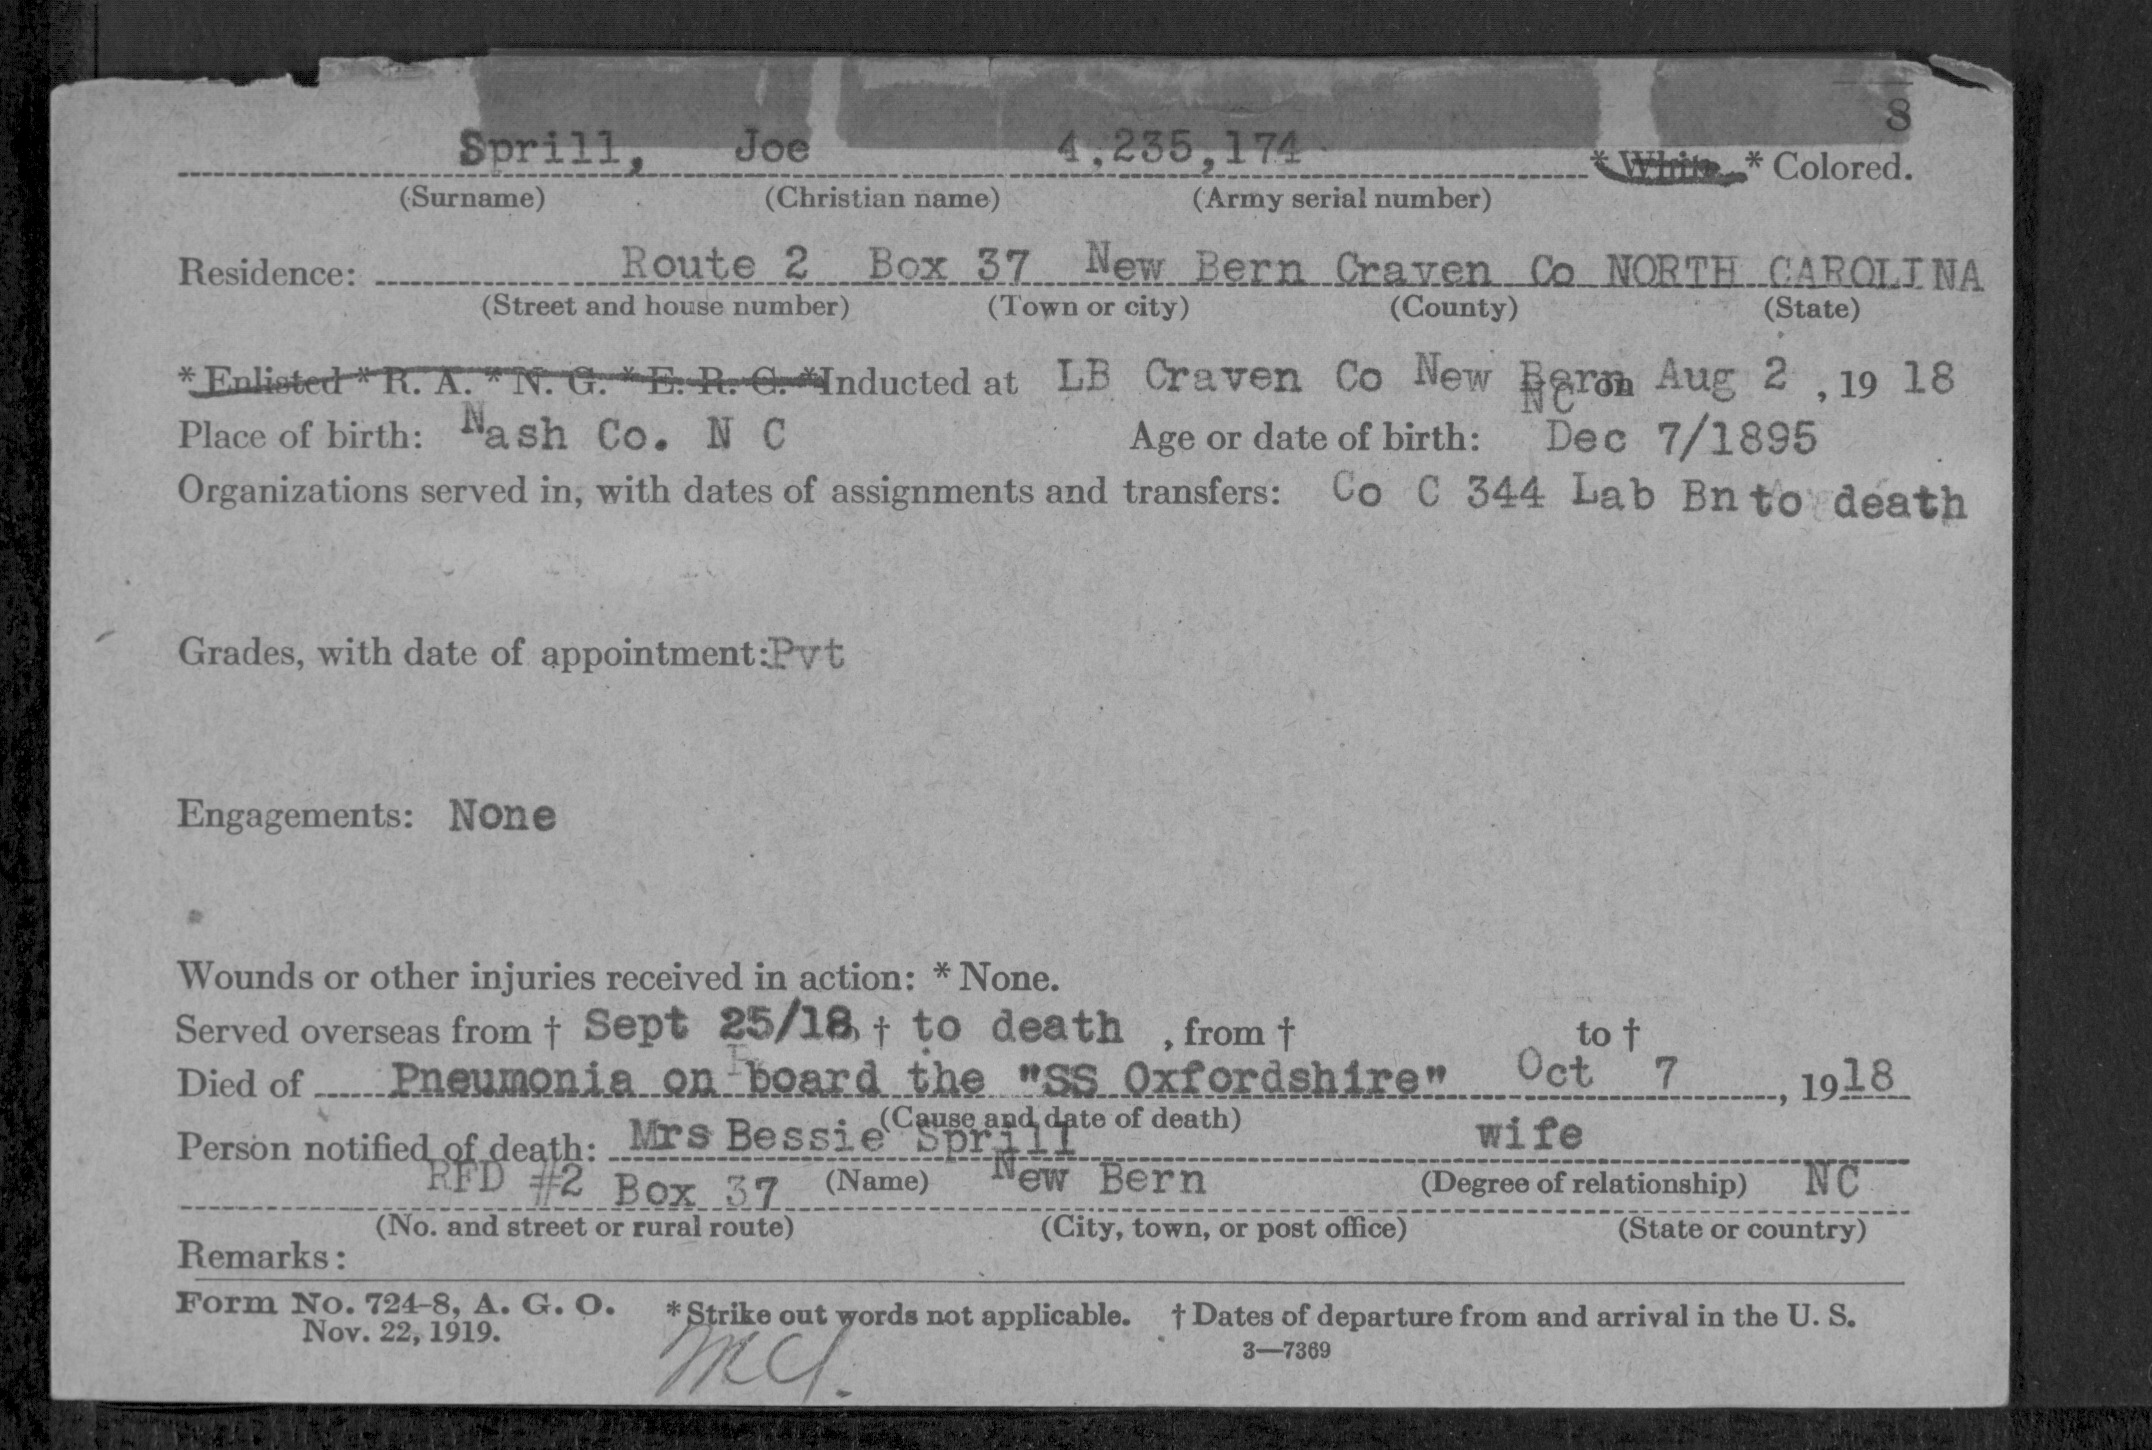 8
Sprill, Joe 4,235,174 * White * Colored.
(Surname) (Christian name) (Army serial number)
Residence: Route 2 Box 37 New Bern Craven Co NORTH CAROLINA
(Street and house number) (Town or city) (County) (State)
* Enlisted * R. A. * N. G. * E. R. C. * Inducted at LB Craven Co New Bern on Aug 2 , 19 18
NC
Place of birth: Nash Co. N C Age or date of birth: Dec 7/1895
Organizations served in, with dates of assignments and transfers: Co C 344 Lab Bn to death
Grades, with date of appointment: Pvt
Engagements: None
Wounds or other injuries received in action: * None.
Served overseas from † Sept 25/18 † to death , from † to †
Died of Pneumonia on board the "SS Oxfordshire" Oct 7 , 19 18
(Cause and date of death)
Person notified of death: Mrs Bessie Sprill wife
(Name) (Degree of relationship)
RFD #2 Box 37 New Bern NC
(No. and street or rural route) (City, town, or post office) (State or country)
Remarks:
Form No. 724-8, A. G. O. * Strike out words not applicable. † Dates of departure from and arrival in the U. S.
Nov. 22, 1919. 3—7369